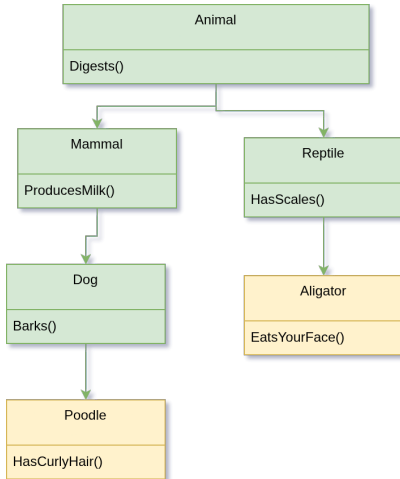 Animal
Digests()
Mammal
ProducesMilk()
Reptile
HasScales()
Dog
Barks()
Aligator
EatsYourFace()
Poodle
HasCurlyHair()